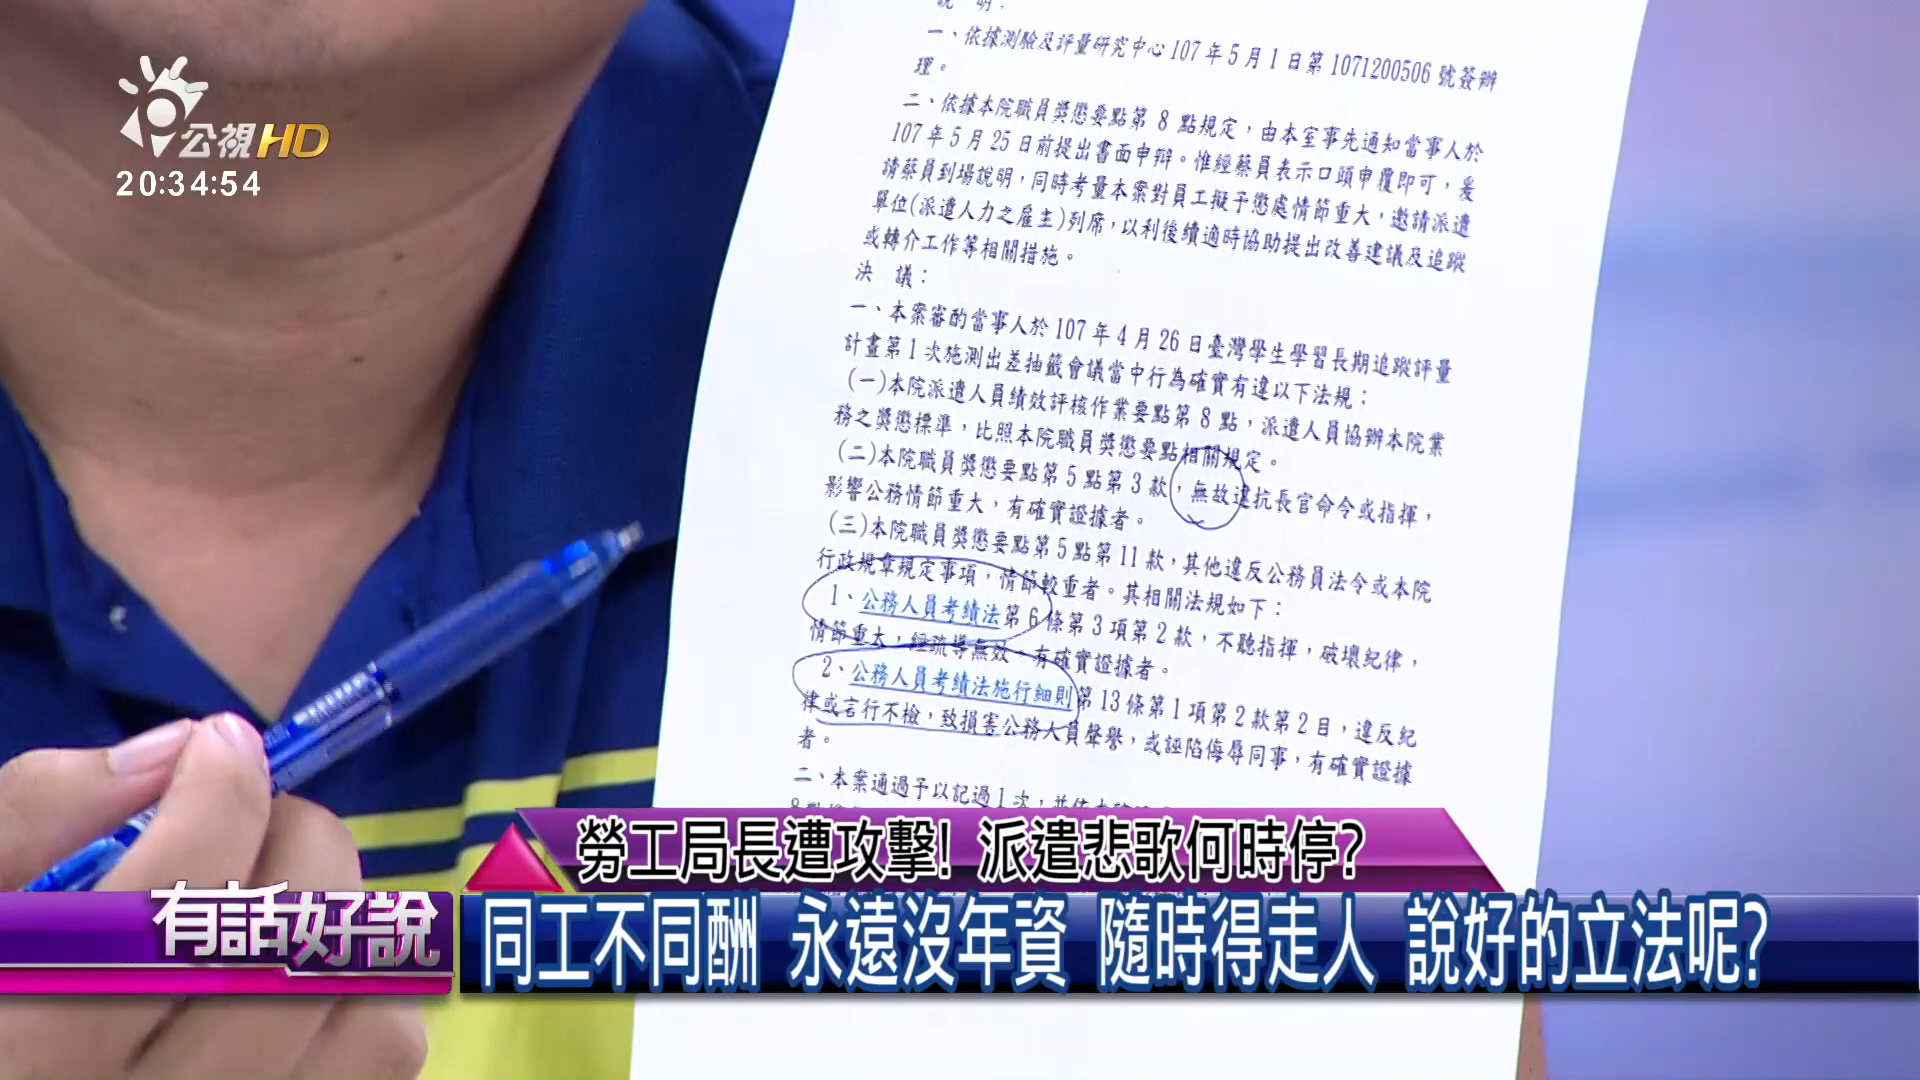 公視HD
20:34:54
說 明：
一、依據測驗及評量研究中心107年5月1日第1071200506號簽辦
理。
二、依據本院職員獎懲要點第 8 點規定，由本室事先通知當事人於
107年5月25日前提出書面申辯。惟經蔡員表示口頭申覆即可，爰
請蔡員到場說明，同時考量本案對員工擬予懲處情節重大，邀請派遣
單位(派遣人力之雇主)列席，以利後續適時協助提出改善建議及追蹤
或轉介工作等相關措施。
決 議：
一、本案審酌當事人於107年4月26日臺灣學生學習長期追蹤評量
計畫第1次施測出差抽籤會議當中行為確實有違以下法規：
(一)本院派遣人員績效評核作業要點第 8 點，派遣人員協辦本院業
務之獎懲標準，比照本院職員獎懲要點相關規定。
(二)本院職員獎懲要點第5點第3款，無故違抗長官命令或指揮，
影響公務情節重大，有確實證據者。
(三)本院職員獎懲要點第5點第11款，其他違反公務員法令或本院
行政規章規定事項，情節較重者。其相關法規如下：
1、公務人員考績法第6條第3項第2款，不聽指揮，破壞紀律，
情節重大，經疏導無效，有確實證據者。
2、公務人員考績法施行細則第13條第1項第2款第2目，違反紀
律或言行不檢，致損害公務人員聲譽，或誣陷侮辱同事，有確實證據
者。
二、本案通過予以記過1次，並依本院
勞工局長遭攻擊! 派遣悲歌何時停?
有話好說
同工不同酬 永遠沒年資 隨時得走人 說好的立法呢?